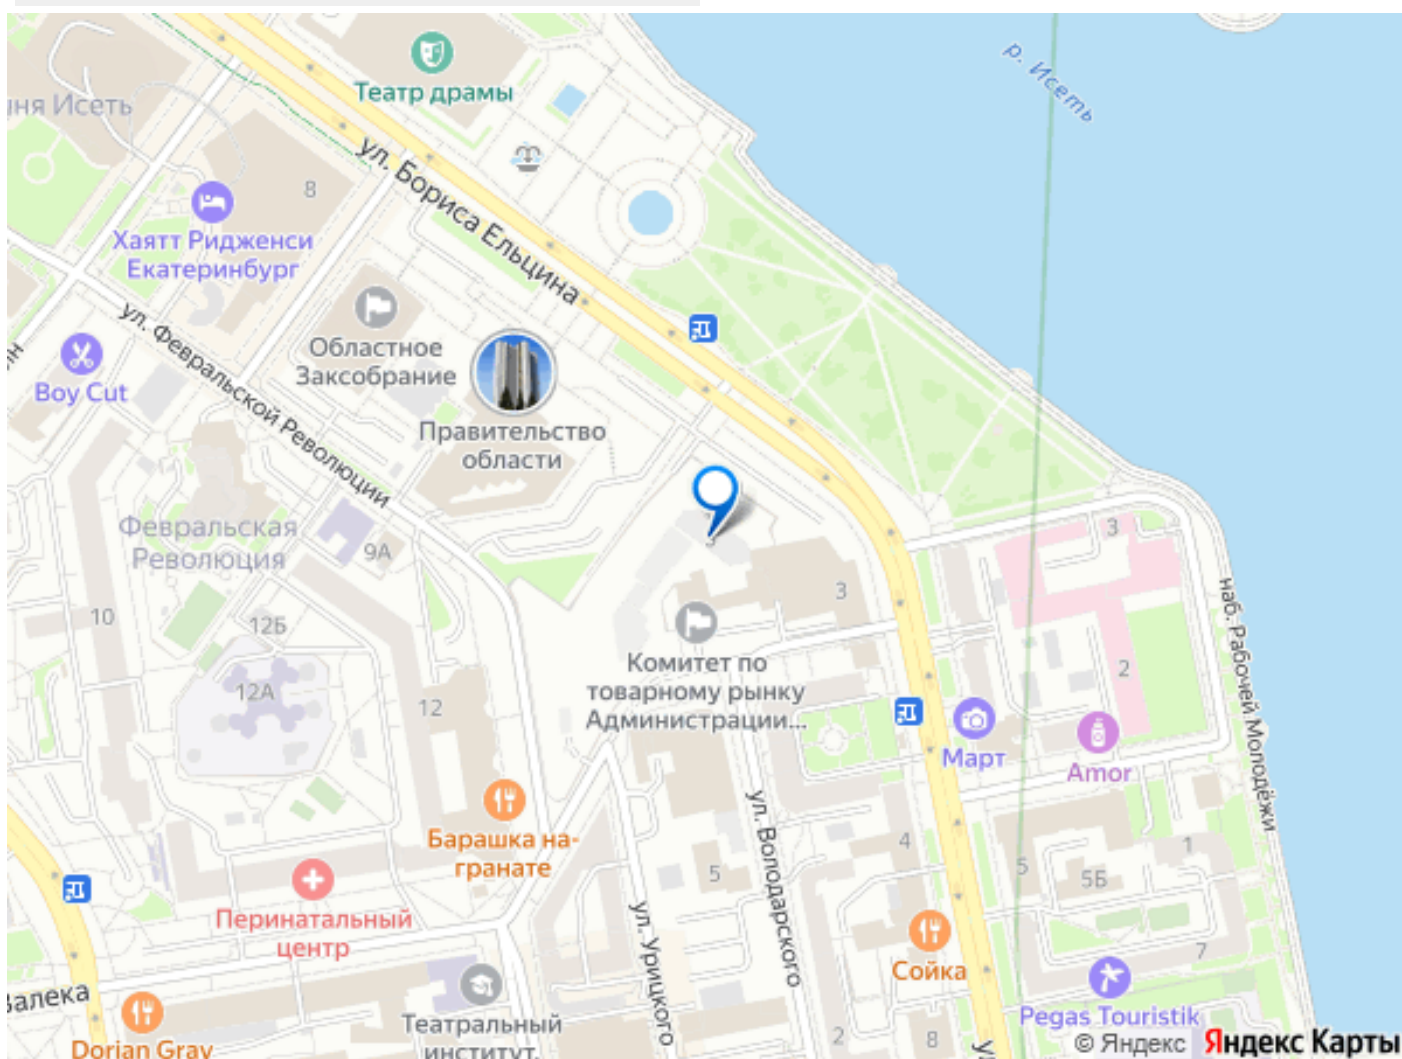 р. Исеть
Театр драмы
ня Исеть
ул. Бориса Ельцина
8
Хаятт Ридженси
Екатеринбург
Областное
Заксобрание
ул. Февральской Революции
Boy Cut
Правительство
области
Февральская
Революция
9А
3
3
10
12Б
наб. Рабочей Молодёжи
Комитет по
товарному рынку
Администрации...
2
12А
12
Март
Amor
Барашка на-
гранате
ул. Володарского
4
1
5
5
5Б
Перинатальный
центр
ул. Урицкого
7
Сойка
валека
Театральный
институт,
Pegas Touristik
2
8
Dorian Gray
© Яндекс Яндекс Карты